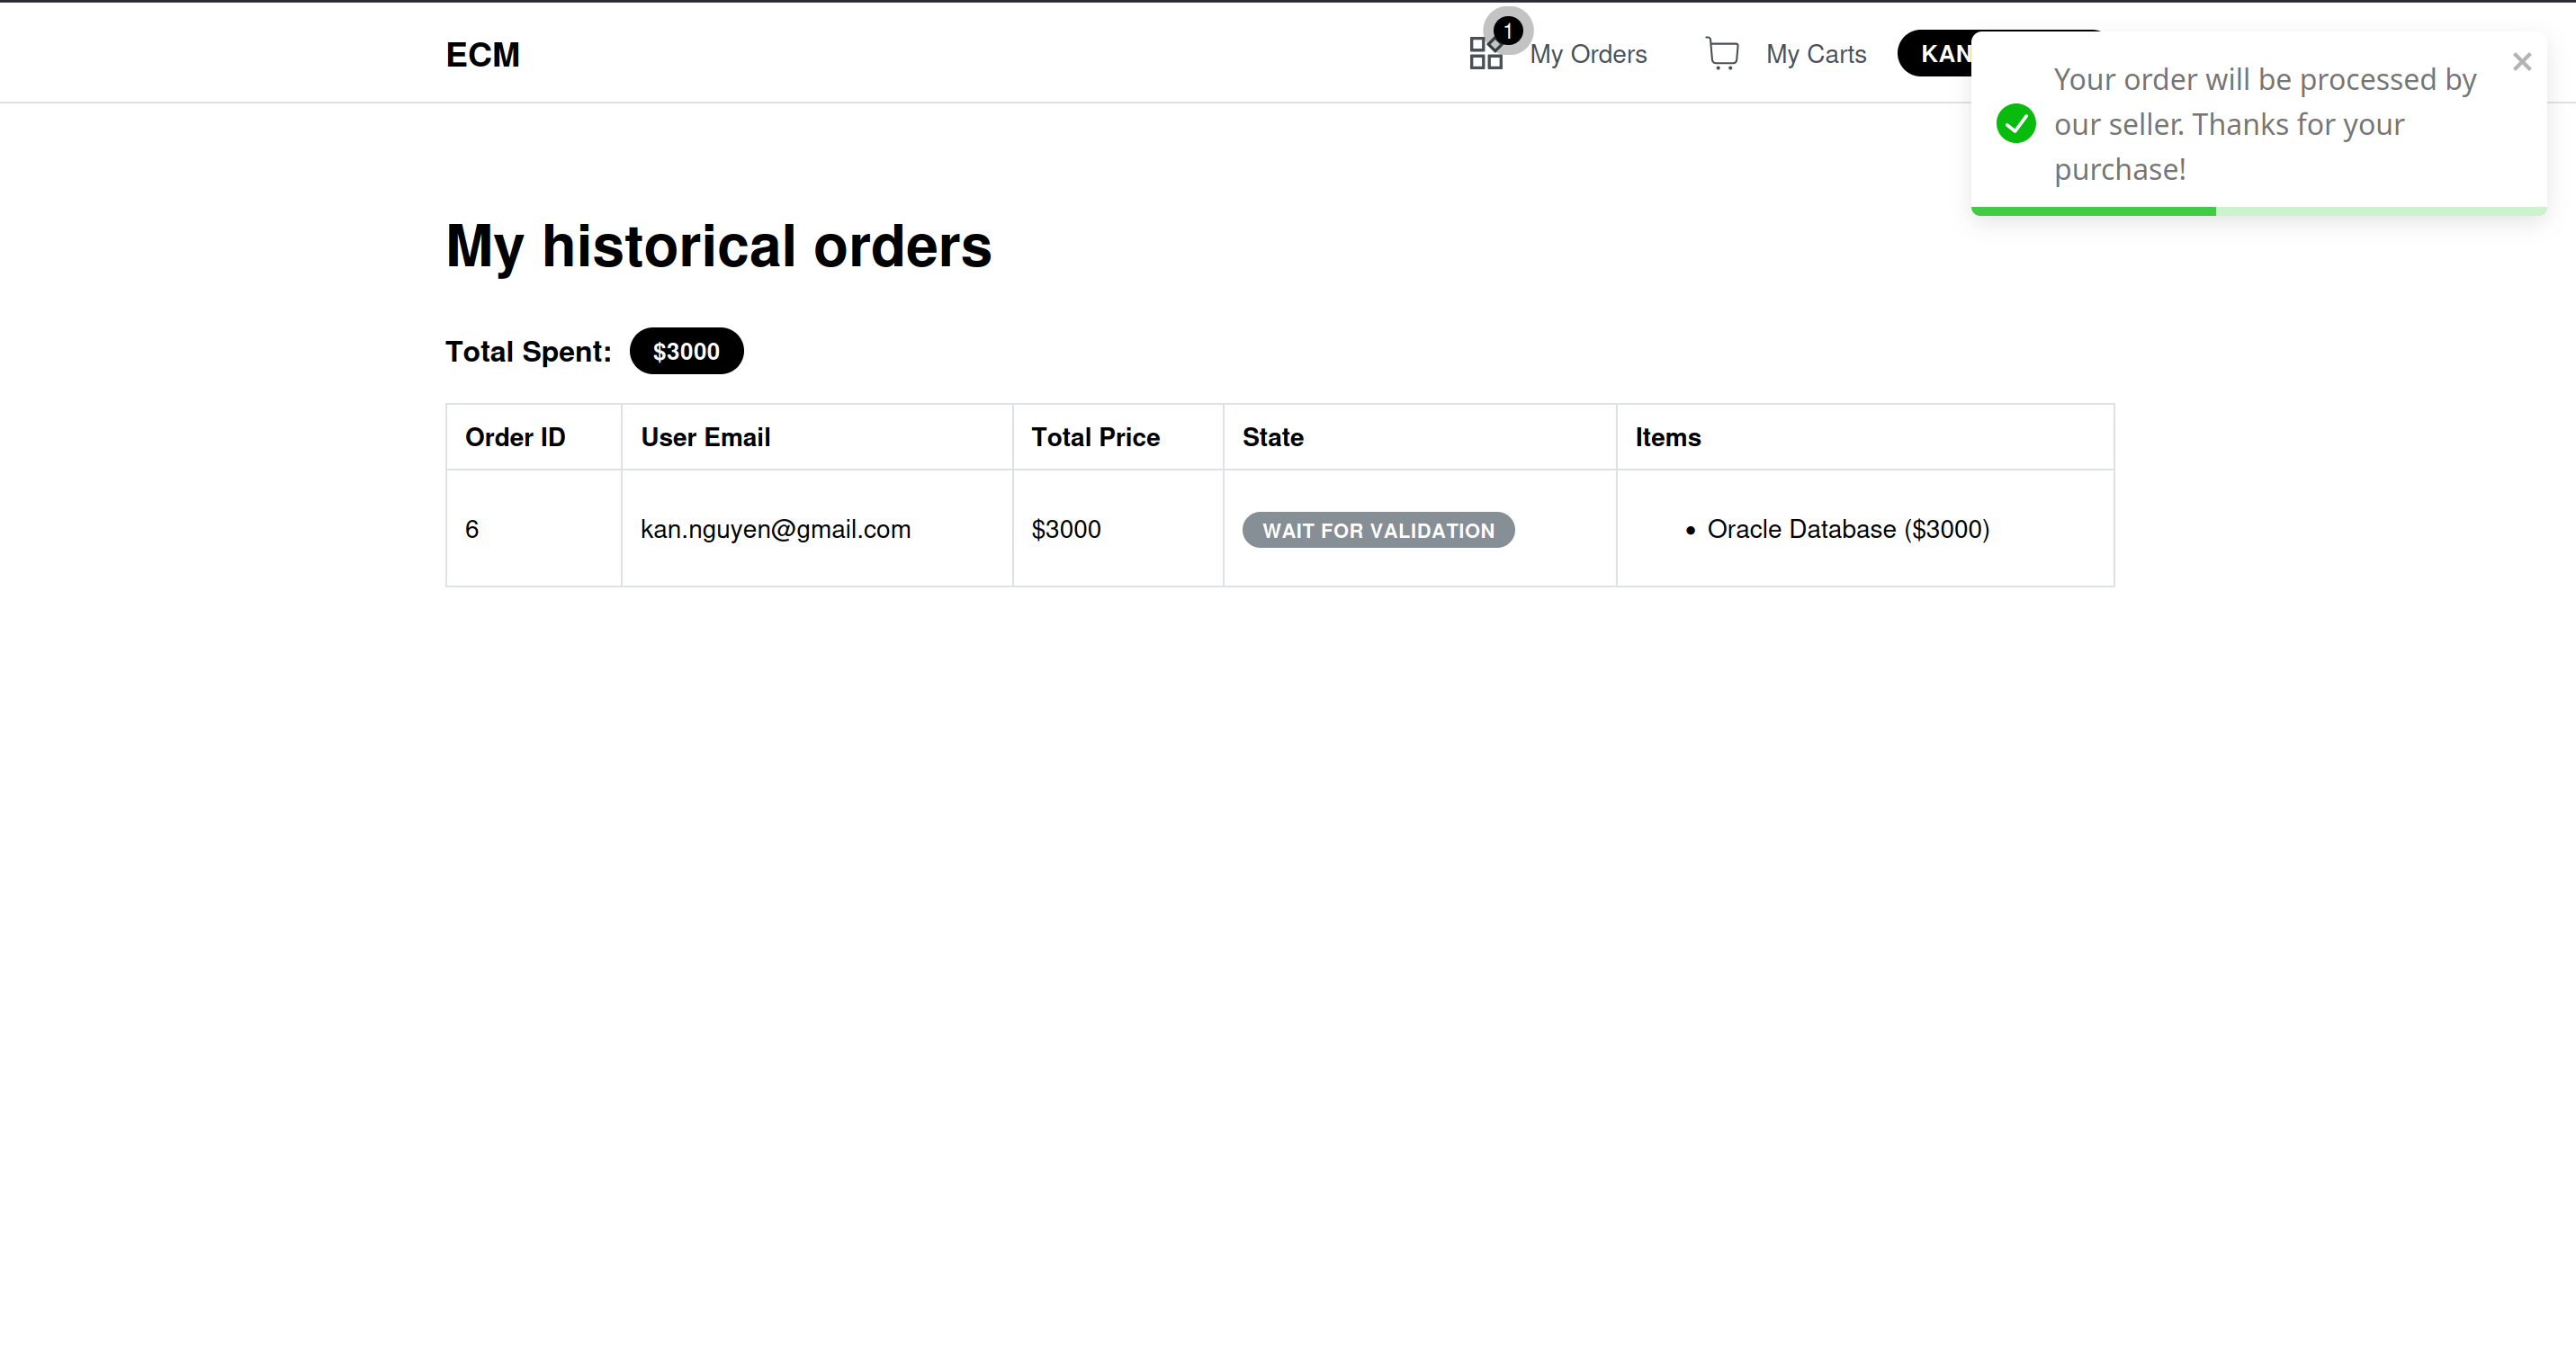 ECM
1
My Orders
My Carts
KAN
Your order will be processed by
our seller. Thanks for your
purchase!
My historical orders
Total Spent: $3000
Order ID User Email Total Price State Items
6 kan.nguyen@gmail.com $3000 WAIT FOR VALIDATION • Oracle Database ($3000)